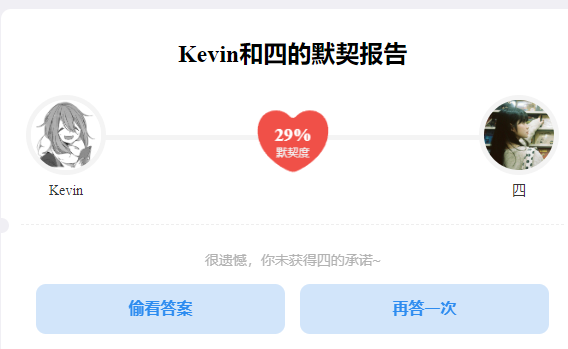 Kevin和四的默契报告
29%
默契度
Kevin
四
很遗憾，你未获得四的承诺~
偷看答案
再答一次